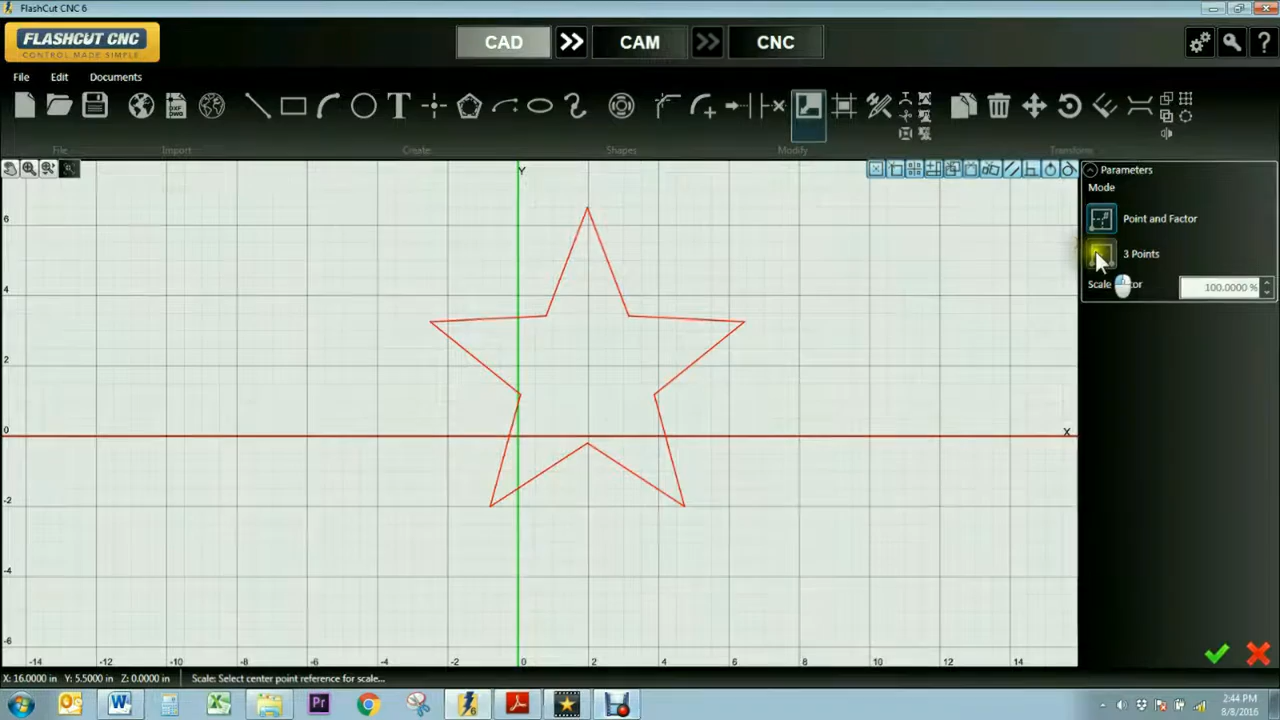 FlashCut CNC 6
FLASHCUT CNC
CONTROL MADE SIMPLE
CAD
CAM
CNC
File Edit Documents
File Import Create Shapes Modify Transform
Y
Parameters
Mode
Point and Factor
3 Points
Scale
tor
100.0000 %
6
4
2
0
X
-2
-4
-6
-14 -12 -10 -8 -6 -4 -2 0 2 4 6 8 10 12 14
X: 16.0000 in Y: 5.5000 in Z: 0.0000 in Scale: Select center point reference for scale...
2:44 PM
8/8/2016